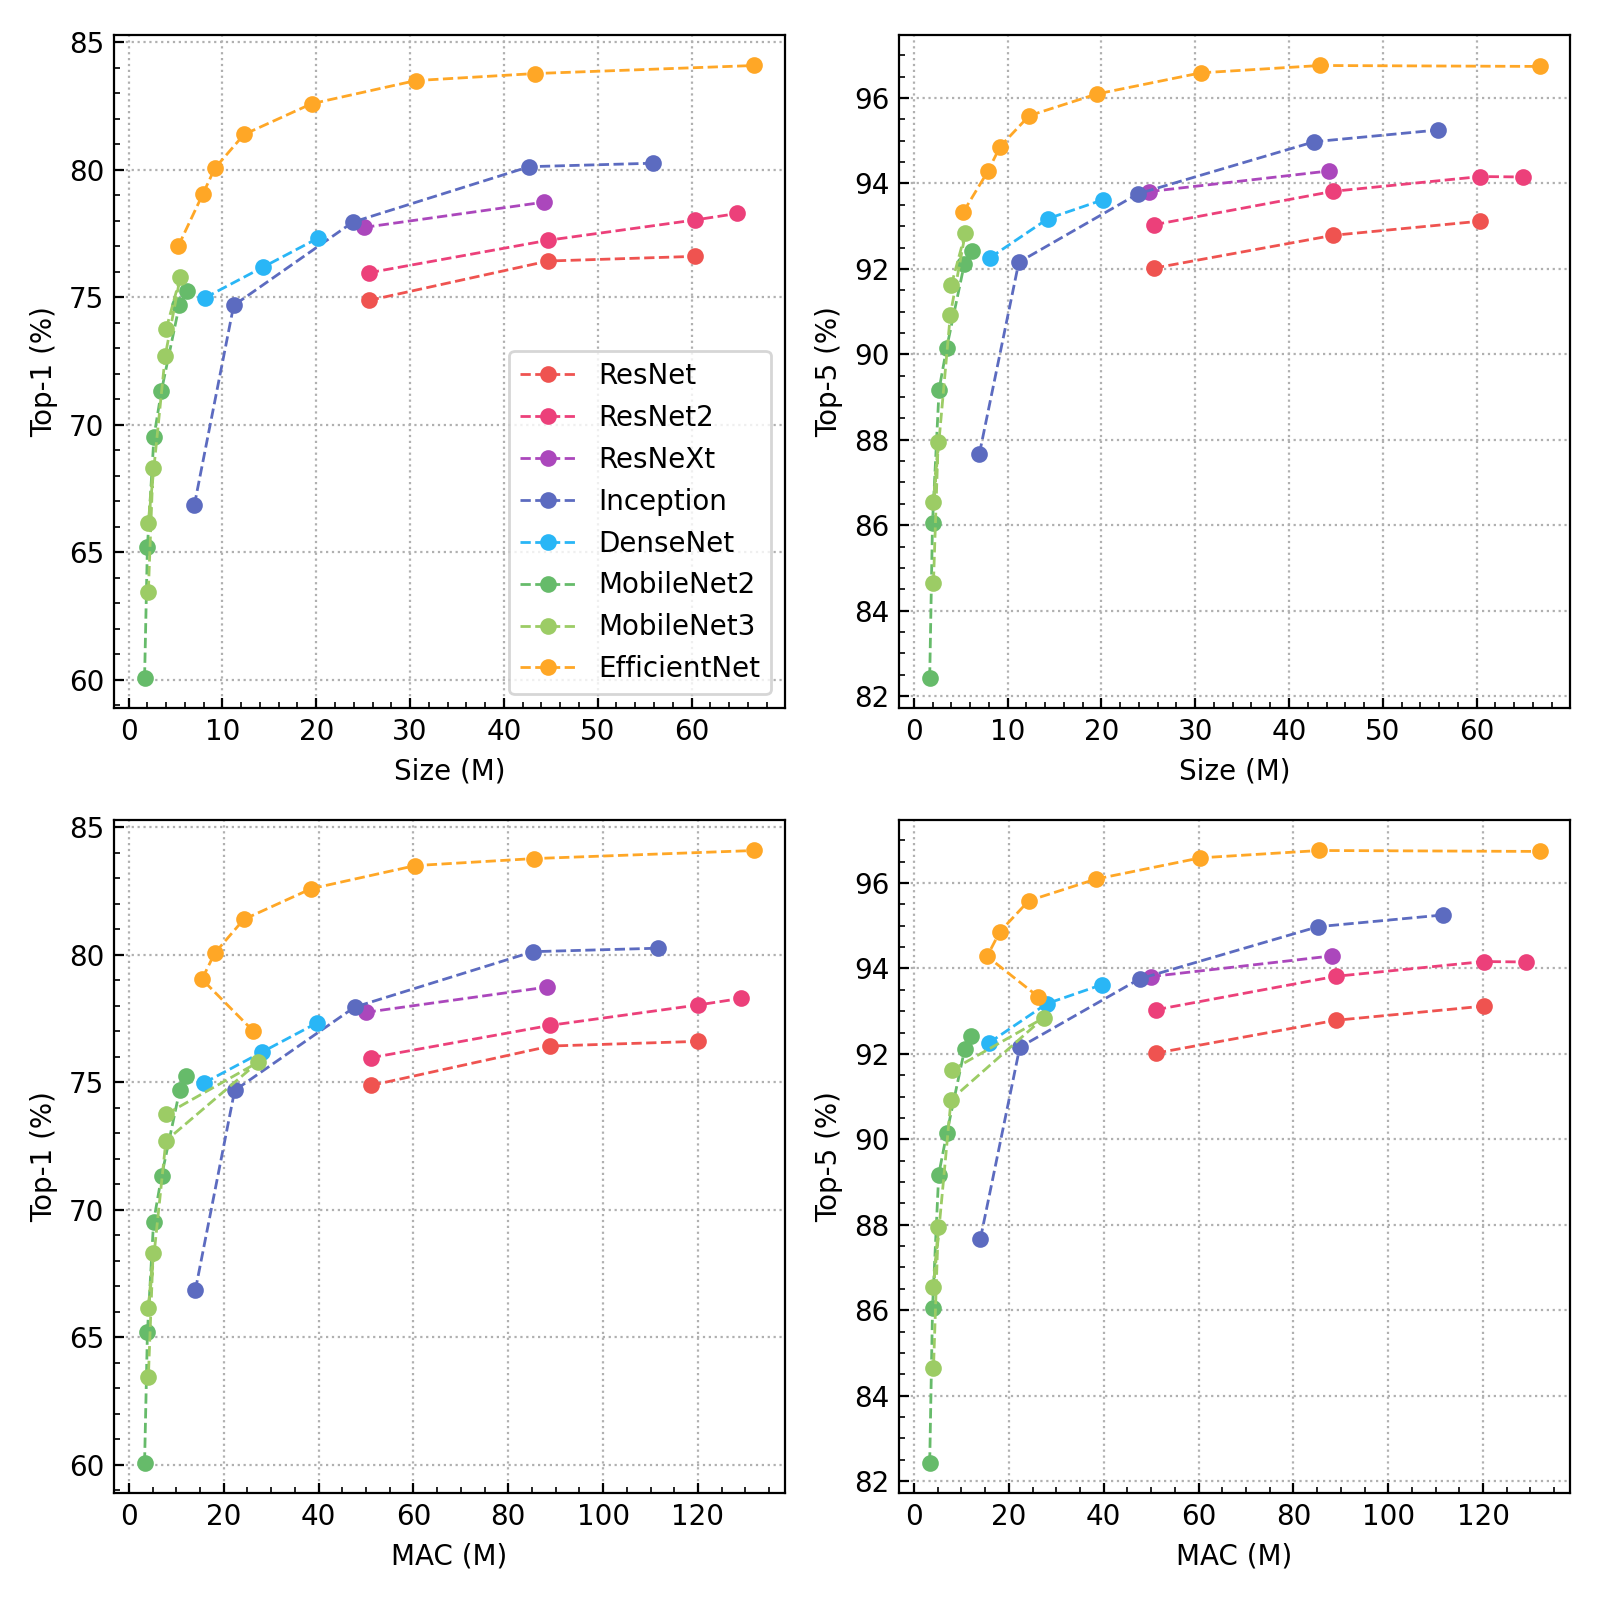 85
80
75
70
65
60
Top-1 (%)
0 10 20 30 40 50 60
Size (M)
ResNet
ResNet2
ResNeXt
Inception
DenseNet
MobileNet2
MobileNet3
EfficientNet
96
94
92
90
88
86
84
82
Top-5 (%)
0 10 20 30 40 50 60
Size (M)
85
80
75
70
65
60
Top-1 (%)
0 20 40 60 80 100 120
MAC (M)
96
94
92
90
88
86
84
82
Top-5 (%)
0 20 40 60 80 100 120
MAC (M)